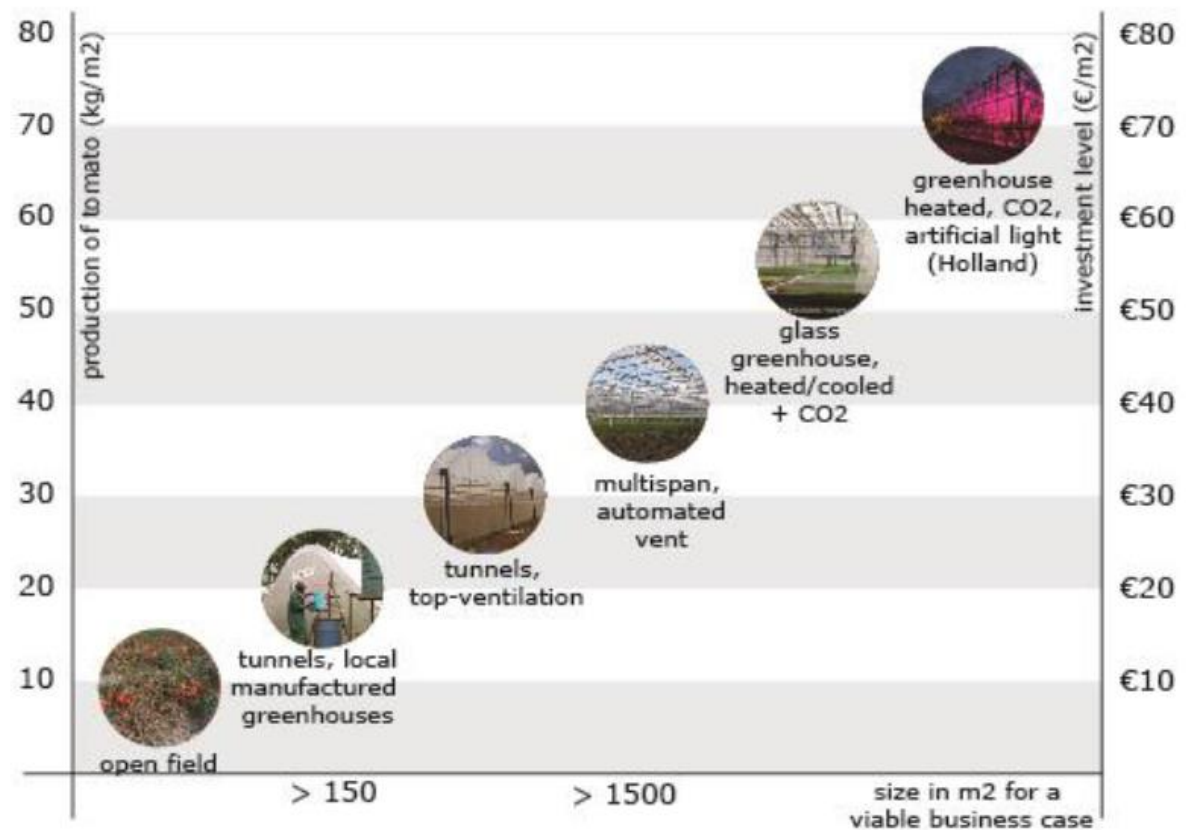 80
70
60
50
40
30
20
10
production of tomato (kg/m2)
open field
tunnels, local
manufactured
greenhouses
tunnels,
top-ventilation
multispan,
automated
vent
glass
greenhouse,
heated/cooled
+ CO2
greenhouse
heated, CO2,
artificial light
(Holland)
investment level (€/m2)
€80
€70
€60
€50
€40
€30
€20
€10
> 150
> 1500
size in m2 for a
viable business case